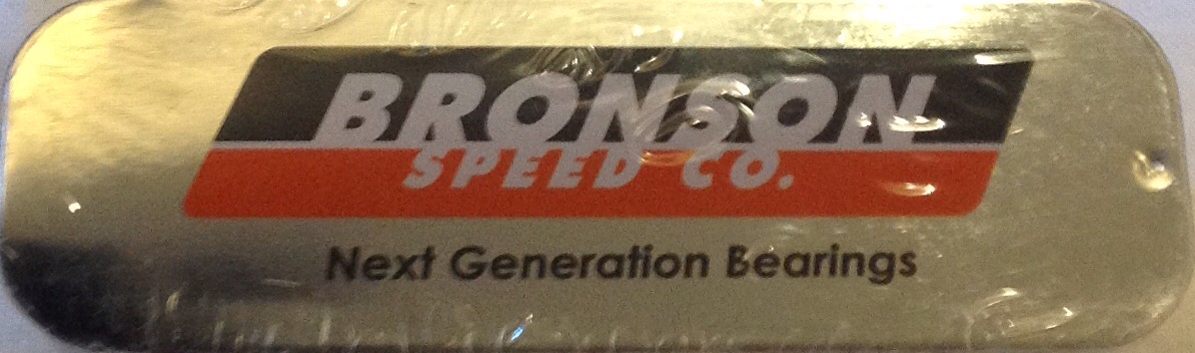 BRONSON
SPEED CO.
Next Generation Bearings